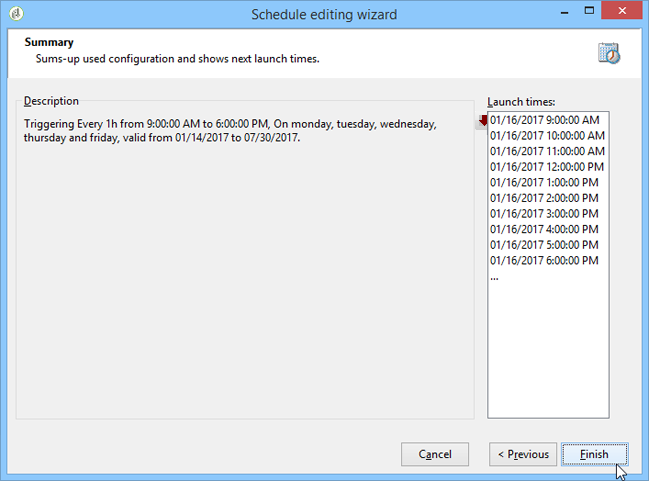 Schedule editing wizard
Summary
Sums-up used configuration and shows next launch times.
Description
Triggering Every 1h from 9:00:00 AM to 6:00:00 PM, On monday, tuesday, wednesday,
thursday and friday, valid from 01/14/2017 to 07/30/2017.
Launch times:
01/16/2017 9:00:00 AM
01/16/2017 10:00:00 AM
01/16/2017 11:00:00 AM
01/16/2017 12:00:00 PM
01/16/2017 1:00:00 PM
01/16/2017 2:00:00 PM
01/16/2017 3:00:00 PM
01/16/2017 4:00:00 PM
01/16/2017 5:00:00 PM
01/16/2017 6:00:00 PM
...
Cancel
< Previous
Finish